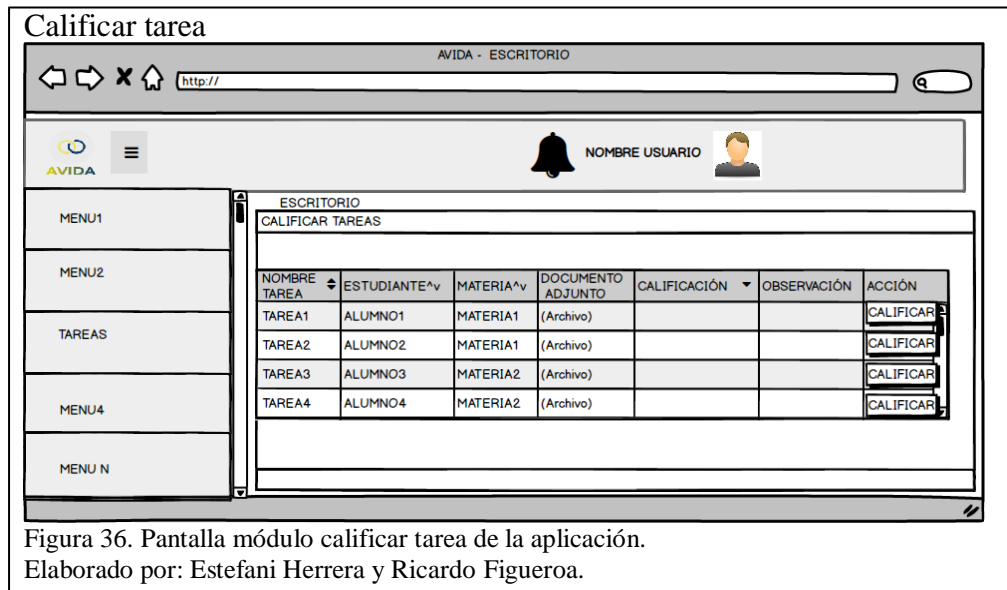 Calificar tarea
AVIDA - ESCRITORIO
http://
AVIDA
NOMBRE USUARIO
MENU1
MENU2
TAREAS
MENU4
MENU N
ESCRITORIO
CALIFICAR TAREAS
NOMBRE TAREA ESTUDIANTE^v MATERIA^v DOCUMENTO ADJUNTO CALIFICACIÓN OBSERVACIÓN ACCIÓN
TAREA1 ALUMNO1 MATERIA1 (Archivo) CALIFICAR
TAREA2 ALUMNO2 MATERIA1 (Archivo) CALIFICAR
TAREA3 ALUMNO3 MATERIA2 (Archivo) CALIFICAR
TAREA4 ALUMNO4 MATERIA2 (Archivo) CALIFICAR
Figura 36. Pantalla módulo calificar tarea de la aplicación.
Elaborado por: Estefani Herrera y Ricardo Figueroa.